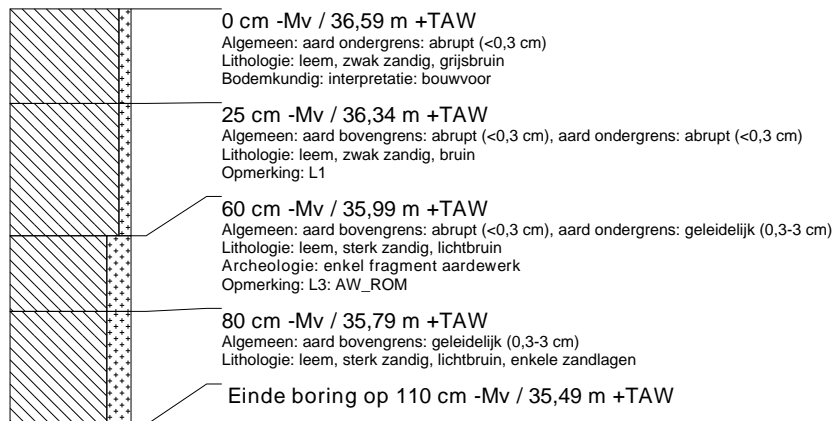 0 cm -Mv / 36,59 m +TAW
Algemeen: aard ondergrens: abrupt (<0,3 cm)
Lithologie: leem, zwak zandig, grijsbruin
Bodemkundig: interpretatie: bouwvoor
25 cm -Mv / 36,34 m +TAW
Algemeen: aard bovengrens: abrupt (<0,3 cm), aard ondergrens: abrupt (<0,3 cm)
Lithologie: leem, zwak zandig, bruin
Opmerking: L1
60 cm -Mv / 35,99 m +TAW
Algemeen: aard bovengrens: abrupt (<0,3 cm), aard ondergrens: geleidelijk (0,3-3 cm)
Lithologie: leem, sterk zandig, lichtbruin
Archeologie: enkel fragment aardewerk
Opmerking: L3: AW_ROM
80 cm -Mv / 35,79 m +TAW
Algemeen: aard bovengrens: geleidelijk (0,3-3 cm)
Lithologie: leem, sterk zandig, lichtbruin, enkele zandlagen
Einde boring op 110 cm -Mv / 35,49 m +TAW